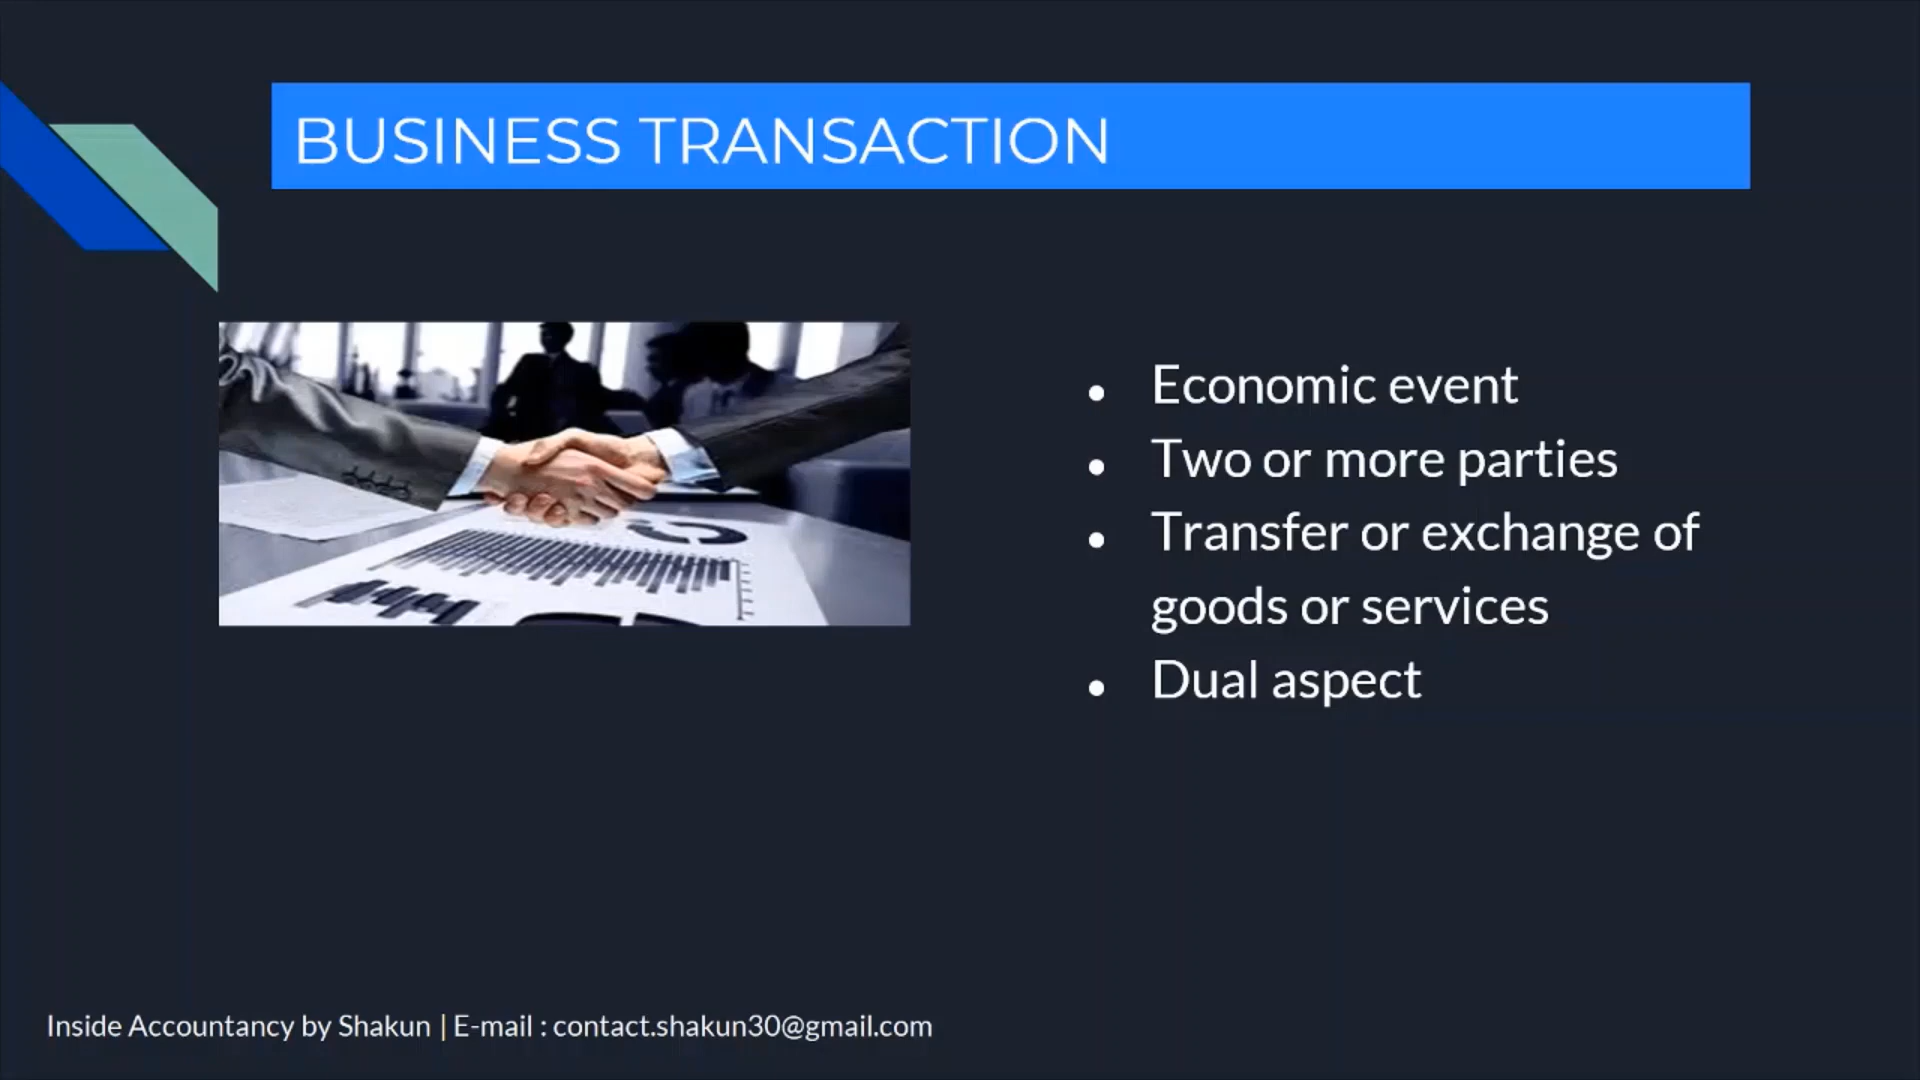 BUSINESS TRANSACTION
• Economic event
• Two or more parties
• Transfer or exchange of
goods or services
• Dual aspect
Inside Accountancy by Shakun | E-mail : contact.shakun30@gmail.com